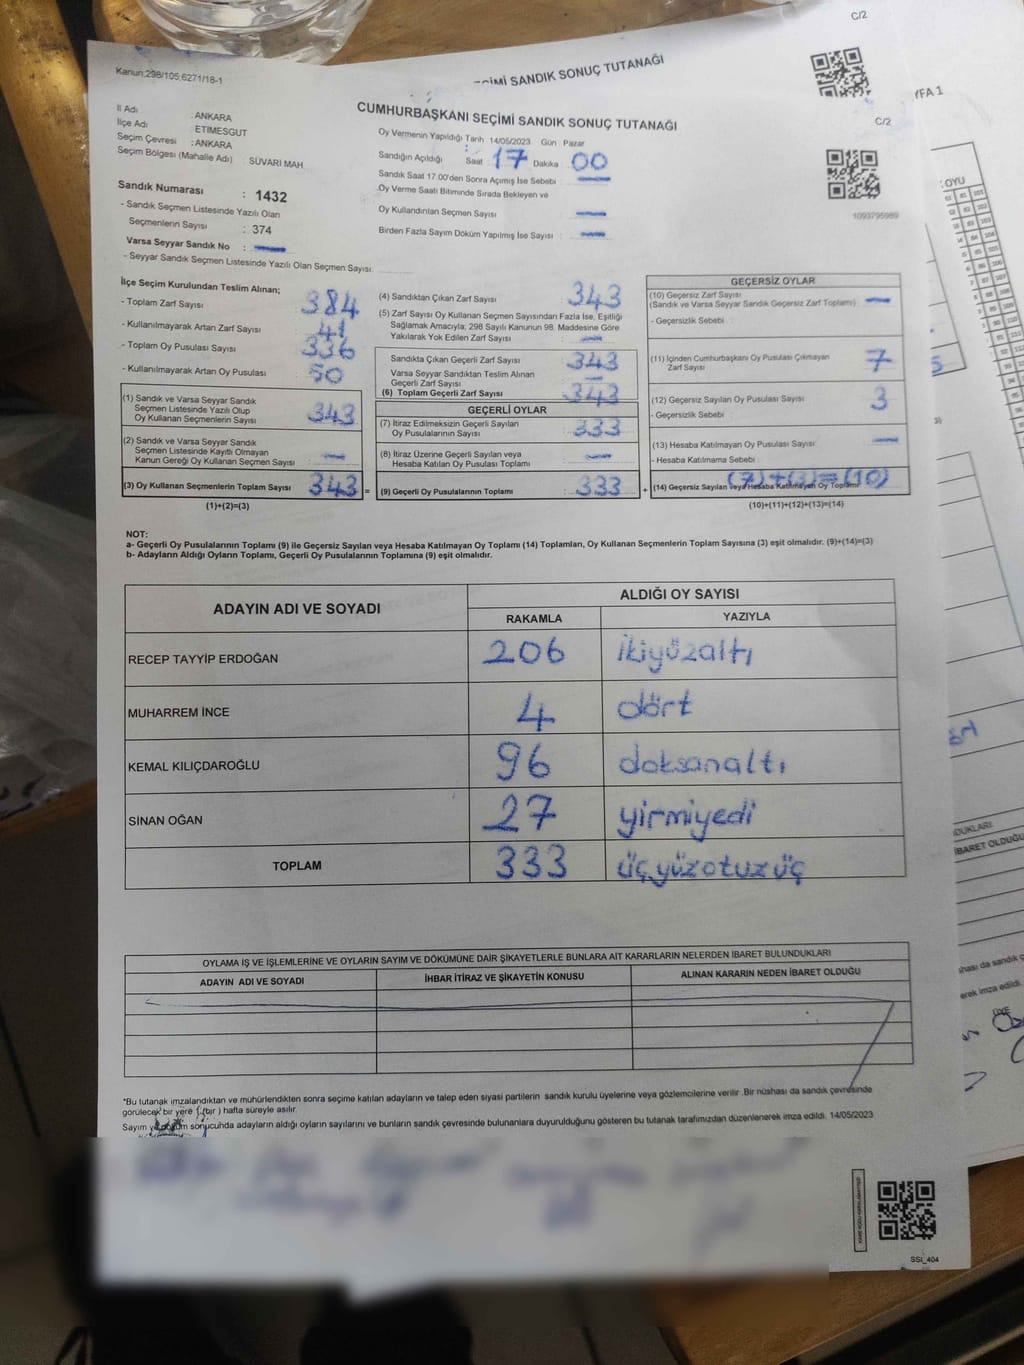 C/2
SANDIK SONUÇ TUTANAĞI
YFA 1
Kanun:298/105;6271/18-1
C/2
CUMHURBAŞKANI SEÇİMİ SANDIK SONUÇ TUTANAĞI
İl Adı : ANKARA
İlçe Adı : ETİMESGUT
Seçim Çevresi : ANKARA
Seçim Bölgesi (Mahalle Adı) : SÜVARİ MAH.
Oy Vermenin Yapıldığı Tarih 14/05/2023 Gün : Pazar
Sandığın Açıldığı Saat : 17 Dakika : 00
Sandık Saat 17.00'den Sonra Açılmış İse Sebebi :
Oy Verme Saati Bitiminde Sırada Bekleyen ve
Oy Kullandırılan Seçmen Sayısı :
Birden Fazla Sayım Döküm Yapılmış İse Sayısı :
1093795989
Sandık Numarası : 1432
- Sandık Seçmen Listesinde Yazılı Olan
Seçmenlerin Sayısı : 374
Varsa Seyyar Sandık No :
- Seyyar Sandık Seçmen Listesinde Yazılı Olan Seçmen Sayısı:
İlçe Seçim Kurulundan Teslim Alınan;
- Toplam Zarf Sayısı : 384
- Kullanılmayarak Artan Zarf Sayısı : 41
- Toplam Oy Pusulası Sayısı
- Kullanılmayarak Artan Oy Pusulası : 50
(1) Sandık ve Varsa Seyyar Sandık
Seçmen Listesinde Yazılı Olup
Oy Kullanan Seçmenlerin Sayısı : 343
(2) Sandık ve Varsa Seyyar Sandık
Seçmen Listesinde Kayıtlı Olmayan
Kanun Gereği Oy Kullanan Seçmen Sayısı :
(3) Oy Kullanan Seçmenlerin Toplam Sayısı : 343 =
(1)+(2)=(3)
(4) Sandıktan Çıkan Zarf Sayısı : 343
(5) Zarf Sayısı Oy Kullanan Seçmen Sayısından Fazla İse, Eşitliği
Sağlamak Amacıyla; 298 Sayılı Kanunun 98. Maddesine Göre
Yakılarak Yok Edilen Zarf Sayısı :
Sandıkta Çıkan Geçerli Zarf Sayısı : 343
Varsa Seyyar Sandıktan Teslim Alınan
Geçerli Zarf Sayısı :
(6) Toplam Geçerli Zarf Sayısı : 343
GEÇERLİ OYLAR
(7) İtiraz Edilmeksizin Geçerli Sayılan
Oy Pusulalarının Sayısı : 333
(8) İtiraz Üzerine Geçerli Sayılan veya
Hesaba Katılan Oy Pusulası Toplamı :
(9) Geçerli Oy Pusulalarının Toplamı : 333 +
GEÇERSİZ OYLAR
(10) Geçersiz Zarf Sayısı
(Sandık ve Varsa Seyyar Sandık Geçersiz Zarf Toplamı) :
- Geçersizlik Sebebi :
(11) İçinden Cumhurbaşkanı Oy Pusulası Çıkmayan
Zarf Sayısı : 7
(12) Geçersiz Sayılan Oy Pusulası Sayısı : 3
- Geçersizlik Sebebi :
(13) Hesaba Katılmayan Oy Pusulası Sayısı :
- Hesaba Katılmama Sebebi :
(7)+(3)=(10)
(14) Geçersiz Sayılan veya Hesaba Katılmayan Oy Toplamı :
(10)+(11)+(12)+(13)=(14)
NOT:
a- Geçerli Oy Pusulalarının Toplamı (9) ile Geçersiz Sayılan veya Hesaba Katılmayan Oy Toplamı (14) Toplamları, Oy Kullanan Seçmenlerin Toplam Sayısına (3) eşit olmalıdır. (9)+(14)=(3)
b- Adayların Aldığı Oyların Toplamı, Geçerli Oy Pusulalarının Toplamına (9) eşit olmalıdır.
ADAYIN ADI VE SOYADI
ALDIĞI OY SAYISI
RAKAMLA YAZIYLA
RECEP TAYYİP ERDOĞAN 206 ikiyüzaltı
MUHARREM İNCE 4 dört
KEMAL KILIÇDAROĞLU 96 doksanaltı
SİNAN OĞAN 27 yirmiyedi
TOPLAM 333 üçyüzotuzüç
OYLAMA İŞ VE İŞLEMLERİNE VE OYLARIN SAYIM VE DÖKÜMÜNE DAİR ŞİKAYETLERLE BUNLARA AİT KARARLARIN NELERDEN İBARET BULUNDUKLARI
ADAYIN ADI VE SOYADI İHBAR İTİRAZ VE ŞİKAYETİN KONUSU ALINAN KARARIN NEDEN İBARET OLDUĞU
*Bu tutanak imzalandıktan ve mühürlendikten sonra seçime katılan adayların ve talep eden siyasi partilerin sandık kurulu üyelerine veya gözlemcilerine verilir. Bir nüshası da sandık çevresinde
görülecek bir yere 1 (bir ) hafta süreyle asılır.
Sayım ve döküm sonucunda adayların aldığı oyların sayılarını ve bunların sandık çevresinde bulunanlara duyurulduğunu gösteren bu tutanak tarafımızdan düzenlenerek imza edildi. 14/05/2023
SSİ_404